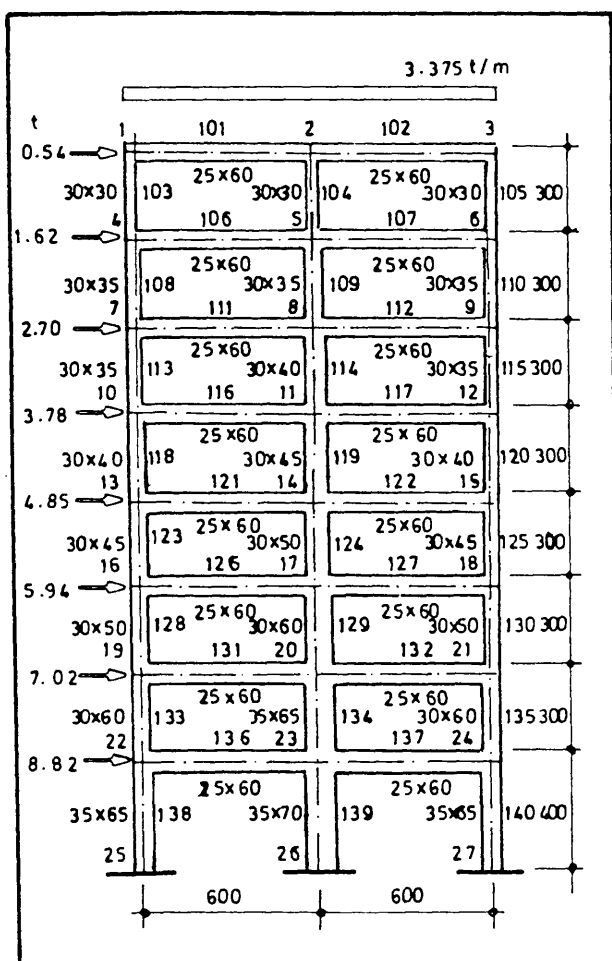 3.375 t/m
t
1 101 2 102 3
0.54
25x60 25x60
30x30 103 30x30 104 30x30 105 300
4 106 5 107 6
1.62
25x60 25x60
30x35 108 30x35 109 30x35 110 300
7 111 8 112 9
2.70
25x60 25x60
30x35 113 30x40 114 30x35 115 300
10 116 11 117 12
3.78
25x60 25x60
30x40 118 30x45 119 30x40 120 300
13 121 14 122 15
4.85
25x60 25x60
30x45 123 30x50 124 30x45 125 300
16 126 17 127 18
5.94
25x60 25x60
30x50 128 30x60 129 30x50 130 300
19 131 20 132 21
7.02
25x60 25x60
30x60 133 35x65 134 30x60 135 300
22 136 23 137 24
8.82
25x60 25x60
35x65 138 35x70 139 35x65 140 400
25 26 27
600 600